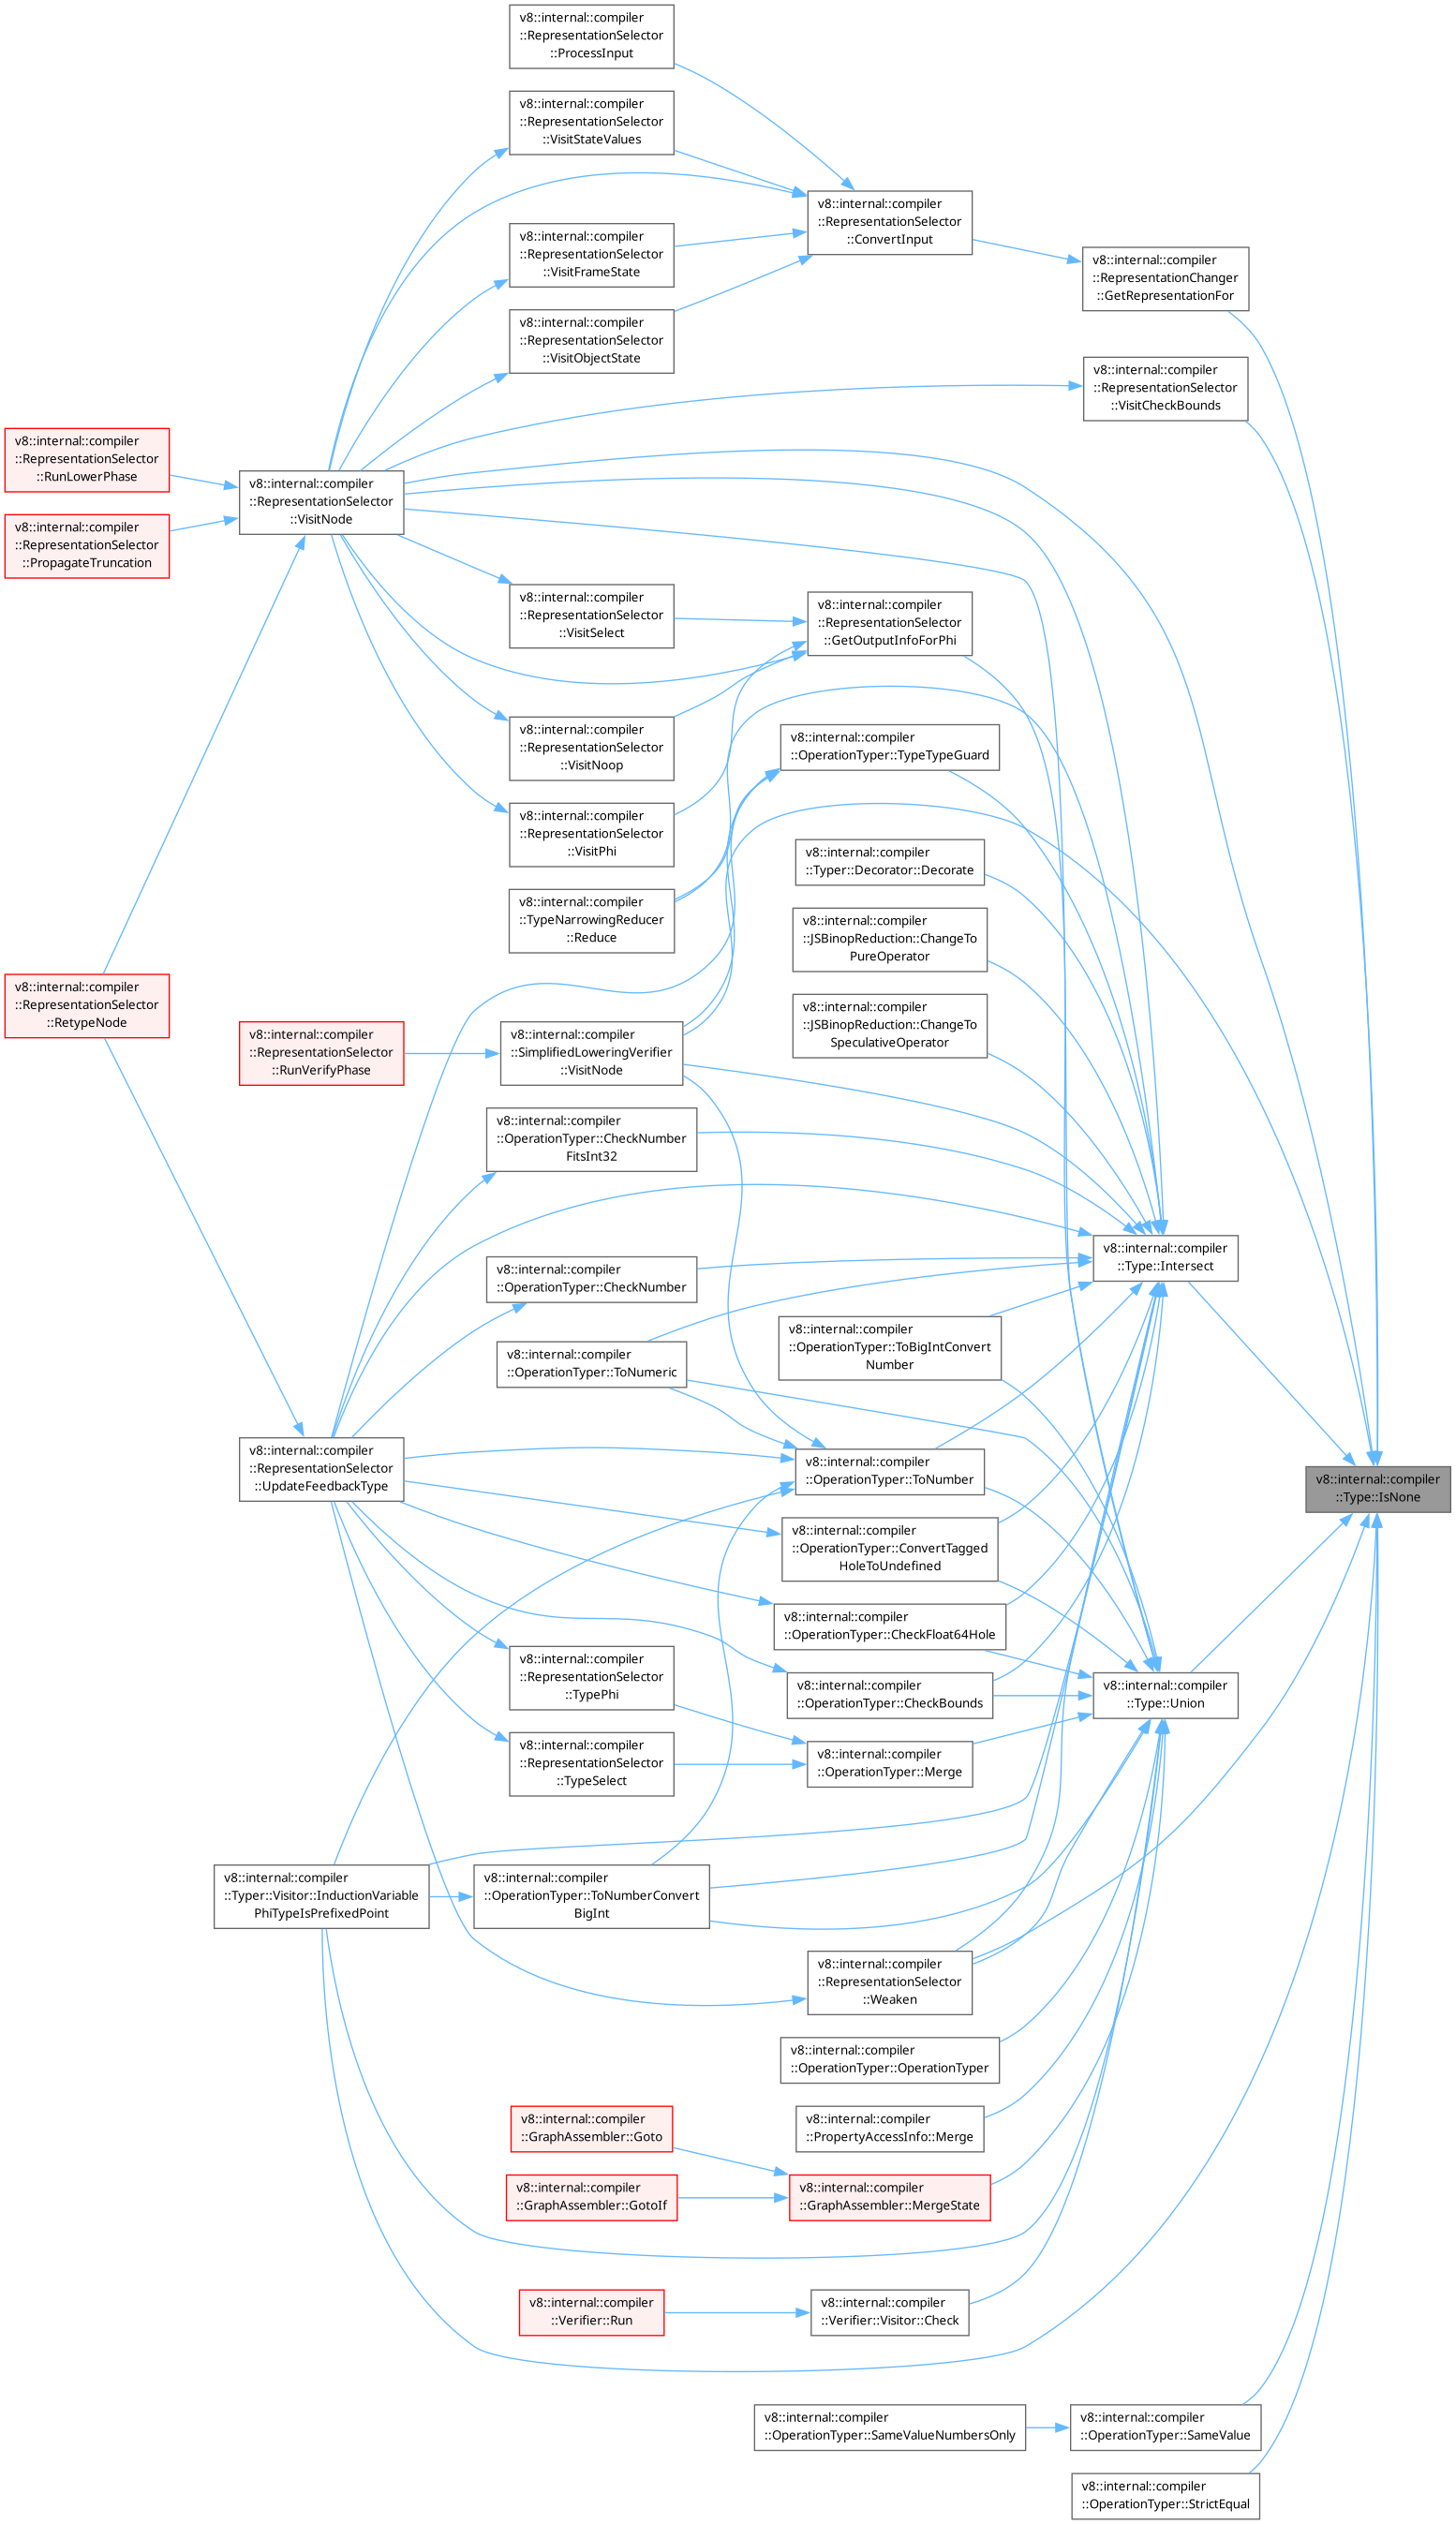 v8::internal::compiler
::RepresentationSelector
::ProcessInput
v8::internal::compiler
::RepresentationSelector
::VisitStateValues
v8::internal::compiler
::RepresentationSelector
::ConvertInput
v8::internal::compiler
::RepresentationSelector
::VisitFrameState
v8::internal::compiler
::RepresentationChanger
::GetRepresentationFor
v8::internal::compiler
::RepresentationSelector
::VisitObjectState
v8::internal::compiler
::RepresentationSelector
::VisitCheckBounds
v8::internal::compiler
::RepresentationSelector
::RunLowerPhase
v8::internal::compiler
::RepresentationSelector
::VisitNode
v8::internal::compiler
::RepresentationSelector
::PropagateTruncation
v8::internal::compiler
::RepresentationSelector
::VisitSelect
v8::internal::compiler
::RepresentationSelector
::GetOutputInfoForPhi
v8::internal::compiler
::RepresentationSelector
::VisitNoop
v8::internal::compiler
::OperationTyper::TypeTypeGuard
v8::internal::compiler
::RepresentationSelector
::VisitPhi
v8::internal::compiler
::Typer::Decorator::Decorate
v8::internal::compiler
::TypeNarrowingReducer
::Reduce
v8::internal::compiler
::JSBinopReduction::ChangeTo
PureOperator
v8::internal::compiler
::RepresentationSelector
::RetypeNode
v8::internal::compiler
::JSBinopReduction::ChangeTo
SpeculativeOperator
v8::internal::compiler
::RepresentationSelector
::RunVerifyPhase
v8::internal::compiler
::SimplifiedLoweringVerifier
::VisitNode
v8::internal::compiler
::OperationTyper::CheckNumber
FitsInt32
v8::internal::compiler
::Type::Intersect
v8::internal::compiler
::OperationTyper::CheckNumber
v8::internal::compiler
::OperationTyper::ToBigIntConvert
Number
v8::internal::compiler
::OperationTyper::ToNumeric
v8::internal::compiler
::RepresentationSelector
::UpdateFeedbackType
v8::internal::compiler
::OperationTyper::ToNumber
v8::internal::compiler
::Type::IsNone
v8::internal::compiler
::OperationTyper::ConvertTagged
HoleToUndefined
v8::internal::compiler
::OperationTyper::CheckFloat64Hole
v8::internal::compiler
::RepresentationSelector
::TypePhi
v8::internal::compiler
::OperationTyper::CheckBounds
v8::internal::compiler
::Type::Union
v8::internal::compiler
::RepresentationSelector
::TypeSelect
v8::internal::compiler
::OperationTyper::Merge
v8::internal::compiler
::Typer::Visitor::InductionVariable
PhiTypeIsPrefixedPoint
v8::internal::compiler
::OperationTyper::ToNumberConvert
BigInt
v8::internal::compiler
::RepresentationSelector
::Weaken
v8::internal::compiler
::OperationTyper::OperationTyper
v8::internal::compiler
::PropertyAccessInfo::Merge
v8::internal::compiler
::GraphAssembler::Goto
v8::internal::compiler
::GraphAssembler::GotoIf
v8::internal::compiler
::GraphAssembler::MergeState
v8::internal::compiler
::Verifier::Run
v8::internal::compiler
::Verifier::Visitor::Check
v8::internal::compiler
::OperationTyper::SameValueNumbersOnly
v8::internal::compiler
::OperationTyper::SameValue
v8::internal::compiler
::OperationTyper::StrictEqual